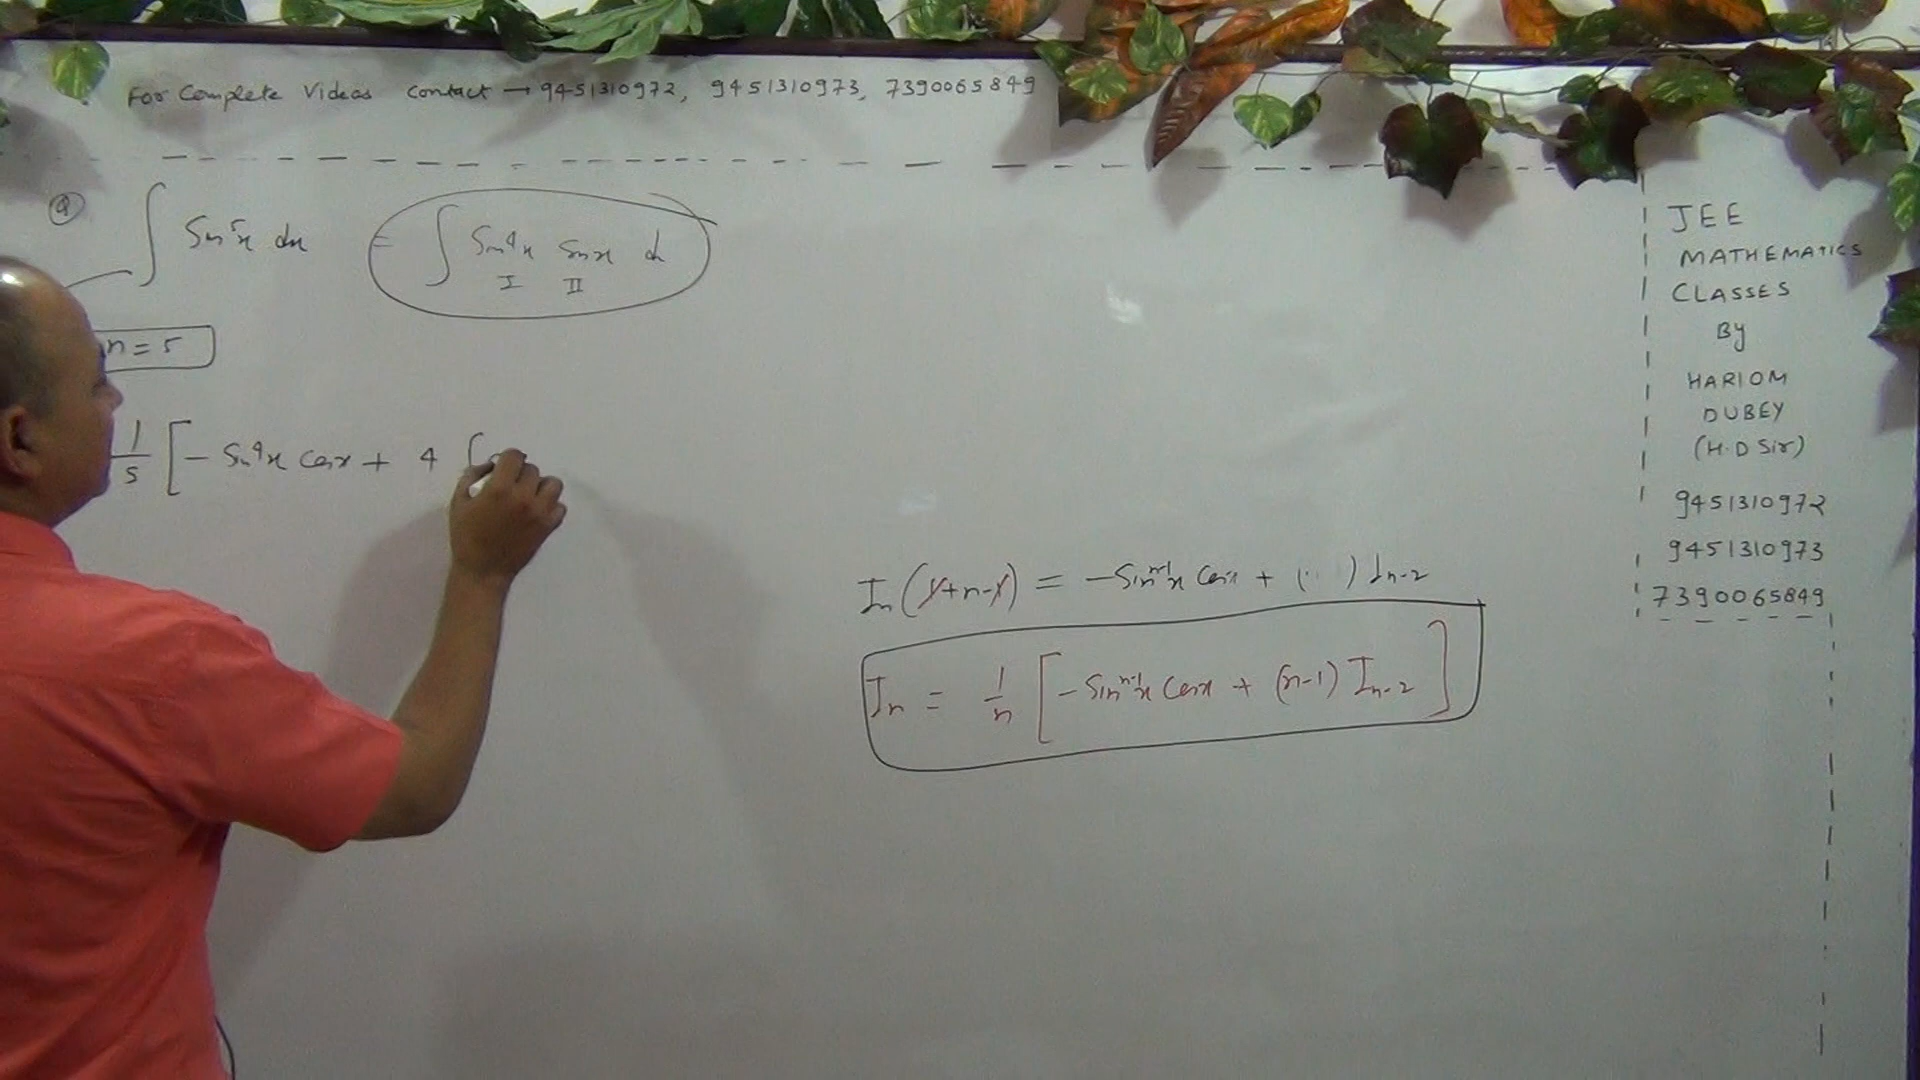 For Complete Videos Contact → 9451310972, 9451310973, 7390065849
Q ∫ Sin⁵x dx = ∫ Sin⁴x Sinx d
I II
n = 5
1/5 [ - Sin⁴x Cosx + 4 ∫
Iₙ (1+n-1) = -Sinⁿ⁻¹x Cosx + ( ) Iₙ₋₂
Iₙ = 1/n [ - Sinⁿ⁻¹x Cosx + (n-1) Iₙ₋₂ ]
JEE
MATHEMATICS
CLASSES
By
HARIOM
DUBEY
(H.D Sir)
9451310972
9451310973
7390065849